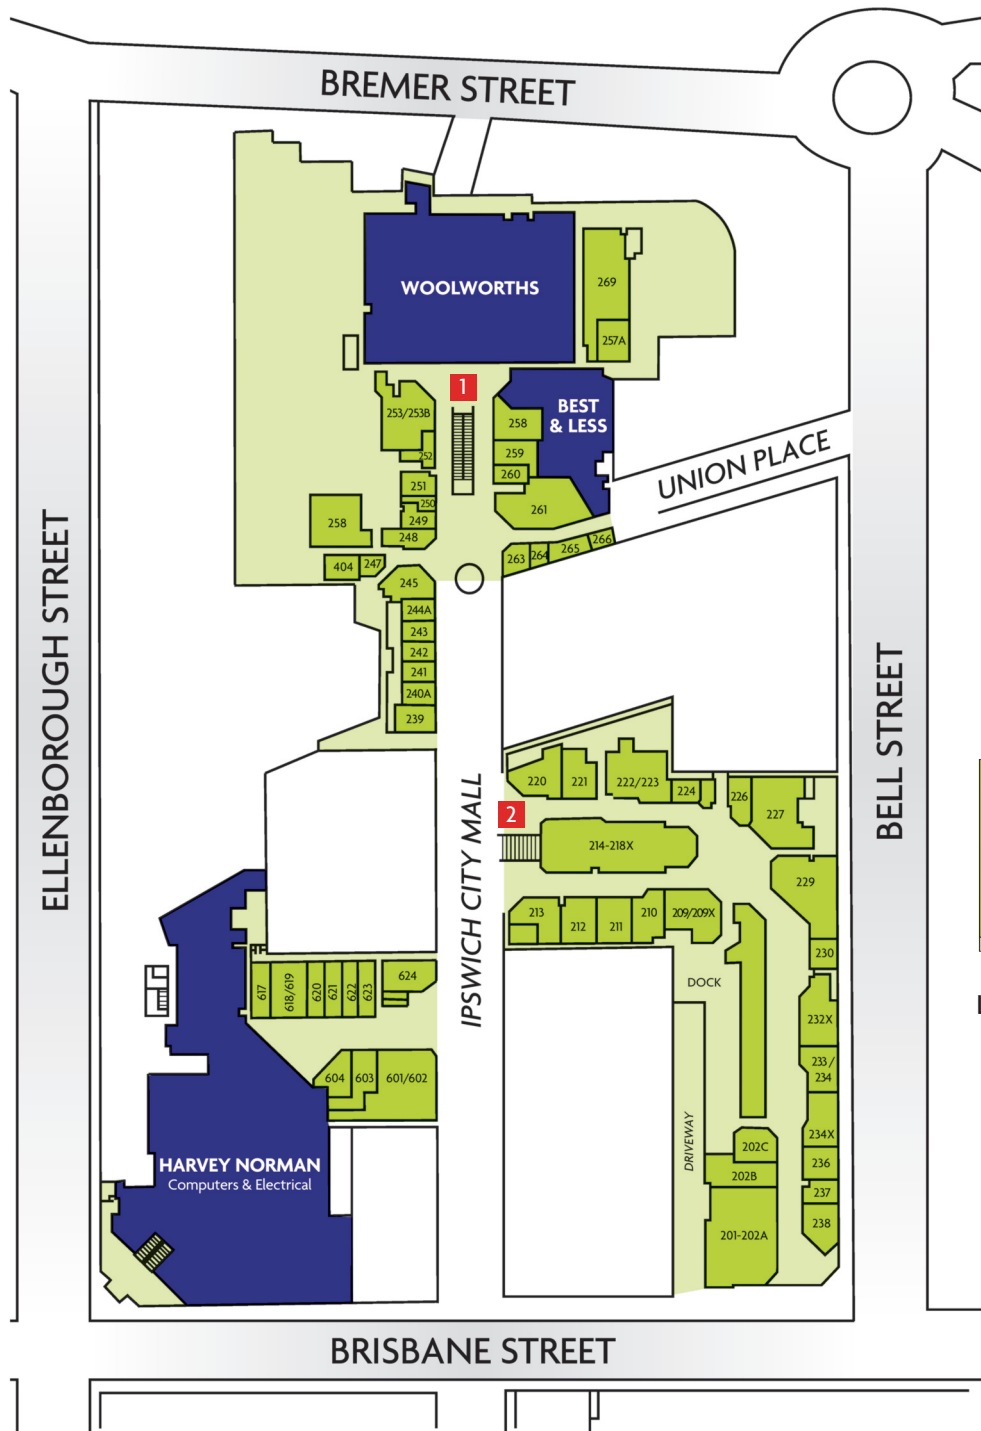 BREMER STREET
WOOLWORTHS
269
257A
1
253/253B
252
258
259
260
BEST
& LESS
UNION PLACE
251
250
249
248
258
261
404
247
263
264
265
266
245
244A
243
242
241
240A
239
ELLENBOROUGH STREET
BELL STREET
IPSWICH CITY MALL
220
221
222/223
224
226
227
2
214-218X
229
213
212
211
210
209/209X
230
DOCK
617
618/619
620
621
622
623
624
232X
233/
234
604
603
601/602
234X
DRIVEWAY
202C
236
202B
237
HARVEY NORMAN
Computers & Electrical
201-202A
238
BRISBANE STREET